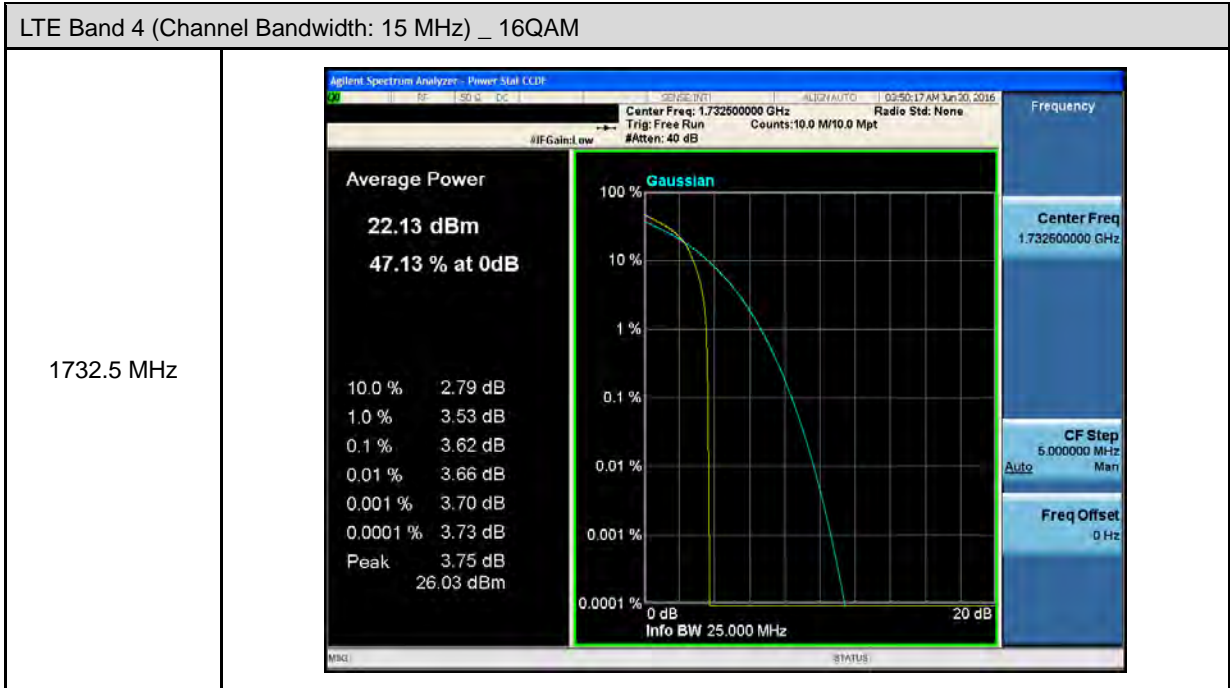 LTE Band 4 (Channel Bandwidth: 15 MHz) _ 16QAM
1732.5 MHz
Agilent Spectrum Analyzer - Power Stat CCDF
RF 50 Ω DC SENSE:INT ALIGN AUTO 03:50:17 AM Jun 20, 2016
Center Freq: 1.732500000 GHz Radio Std: None
Trig: Free Run Counts:10.0 M/10.0 Mpt
#IFGain:Low #Atten: 40 dB
Average Power
22.13 dBm
47.13 % at 0dB
10.0 % 2.79 dB
1.0 % 3.53 dB
0.1 % 3.62 dB
0.01 % 3.66 dB
0.001 % 3.70 dB
0.0001 % 3.73 dB
Peak 3.75 dB
26.03 dBm
Gaussian
100 %
10 %
1 %
0.1 %
0.01 %
0.001 %
0.0001 %
0 dB 20 dB
Info BW 25.000 MHz
Frequency
Center Freq
1.732500000 GHz
CF Step
5.000000 MHz
Auto Man
Freq Offset
0 Hz
MSG STATUS